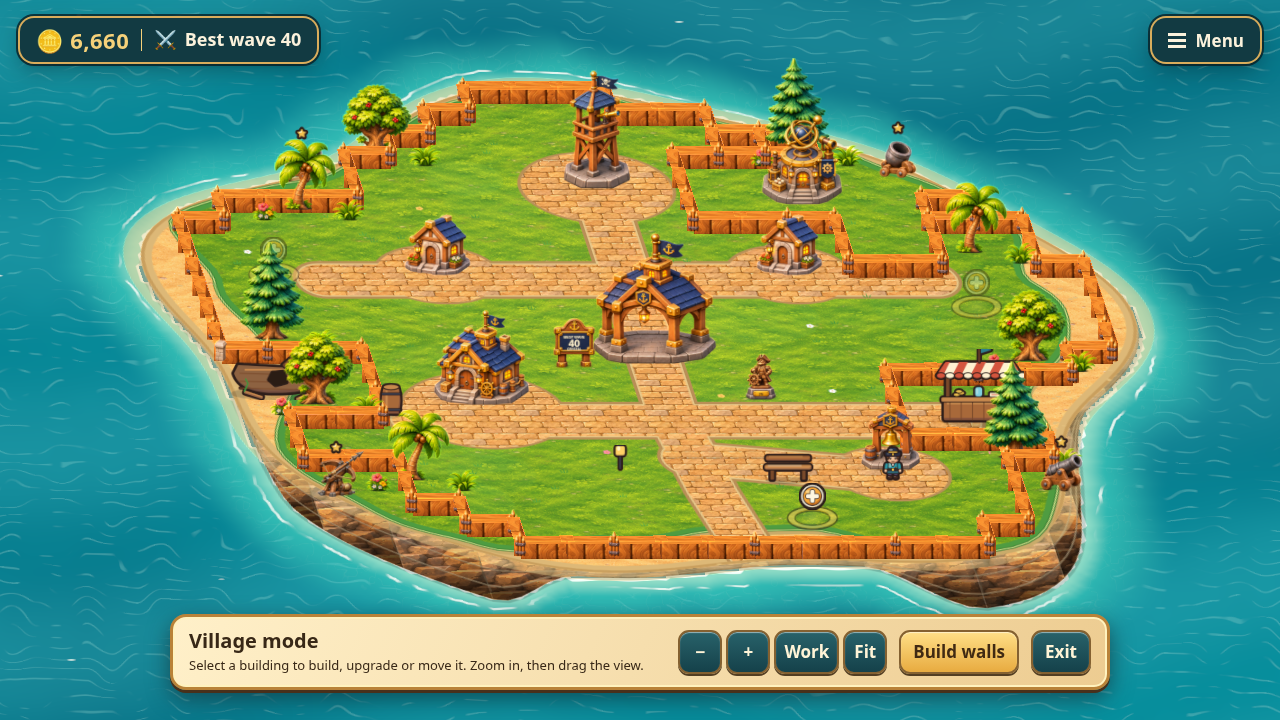 6,660
Best wave 40
Menu
40
Village mode
Select a building to build, upgrade or move it. Zoom in, then drag the view.
−
+
Work
Fit
Build walls
Exit